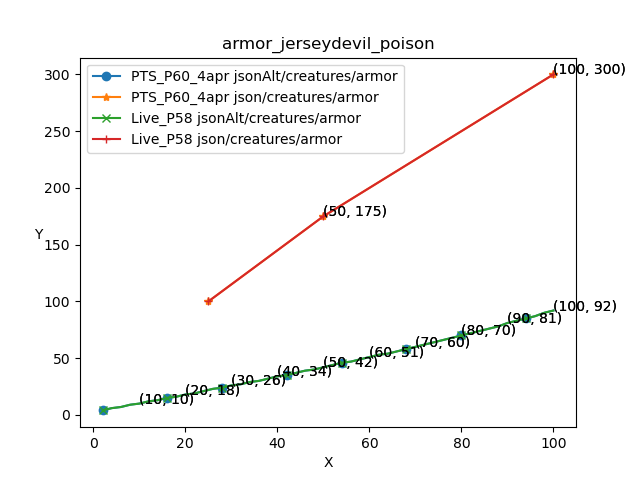 armor_jerseydevil_poison
PTS_P60_4apr jsonAlt/creatures/armor
PTS_P60_4apr json/creatures/armor
Live_P58 jsonAlt/creatures/armor
Live_P58 json/creatures/armor
(100, 300)
(50, 175)
(100, 92)
(90, 81)
(80, 70)
(70, 60)
(60, 51)
(50, 42)
(40, 34)
(30, 26)
(20, 18)
(10, 10)
Y
300
250
200
150
100
50
0
0 20 40 60 80 100
X